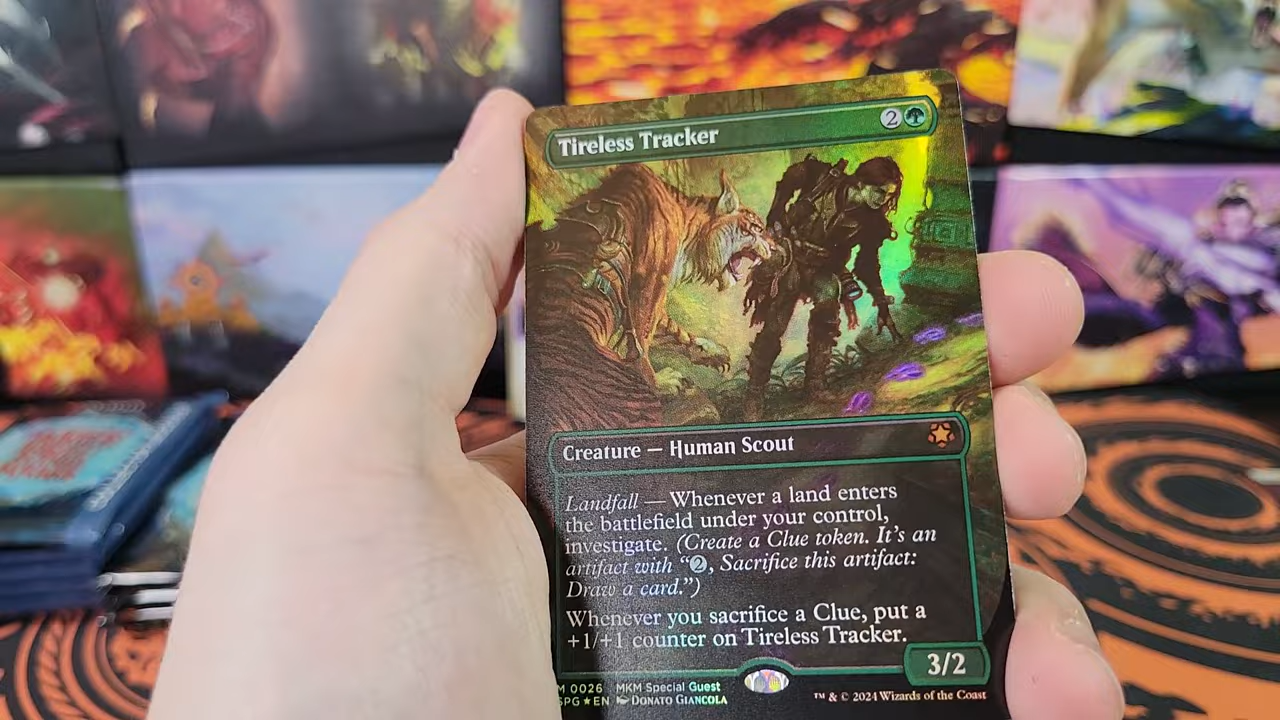 Tireless Tracker
2
Creature — Human Scout
Landfall — Whenever a land enters
the battlefield under your control,
investigate. (Create a Clue token. It's an
artifact with “2, Sacrifice this artifact:
Draw a card.”)
Whenever you sacrifice a Clue, put a
+1/+1 counter on Tireless Tracker.
3/2
M 0026 MKM Special Guest
SPG ★ EN Donato Giancola
™ & © 2024 Wizards of the Coast